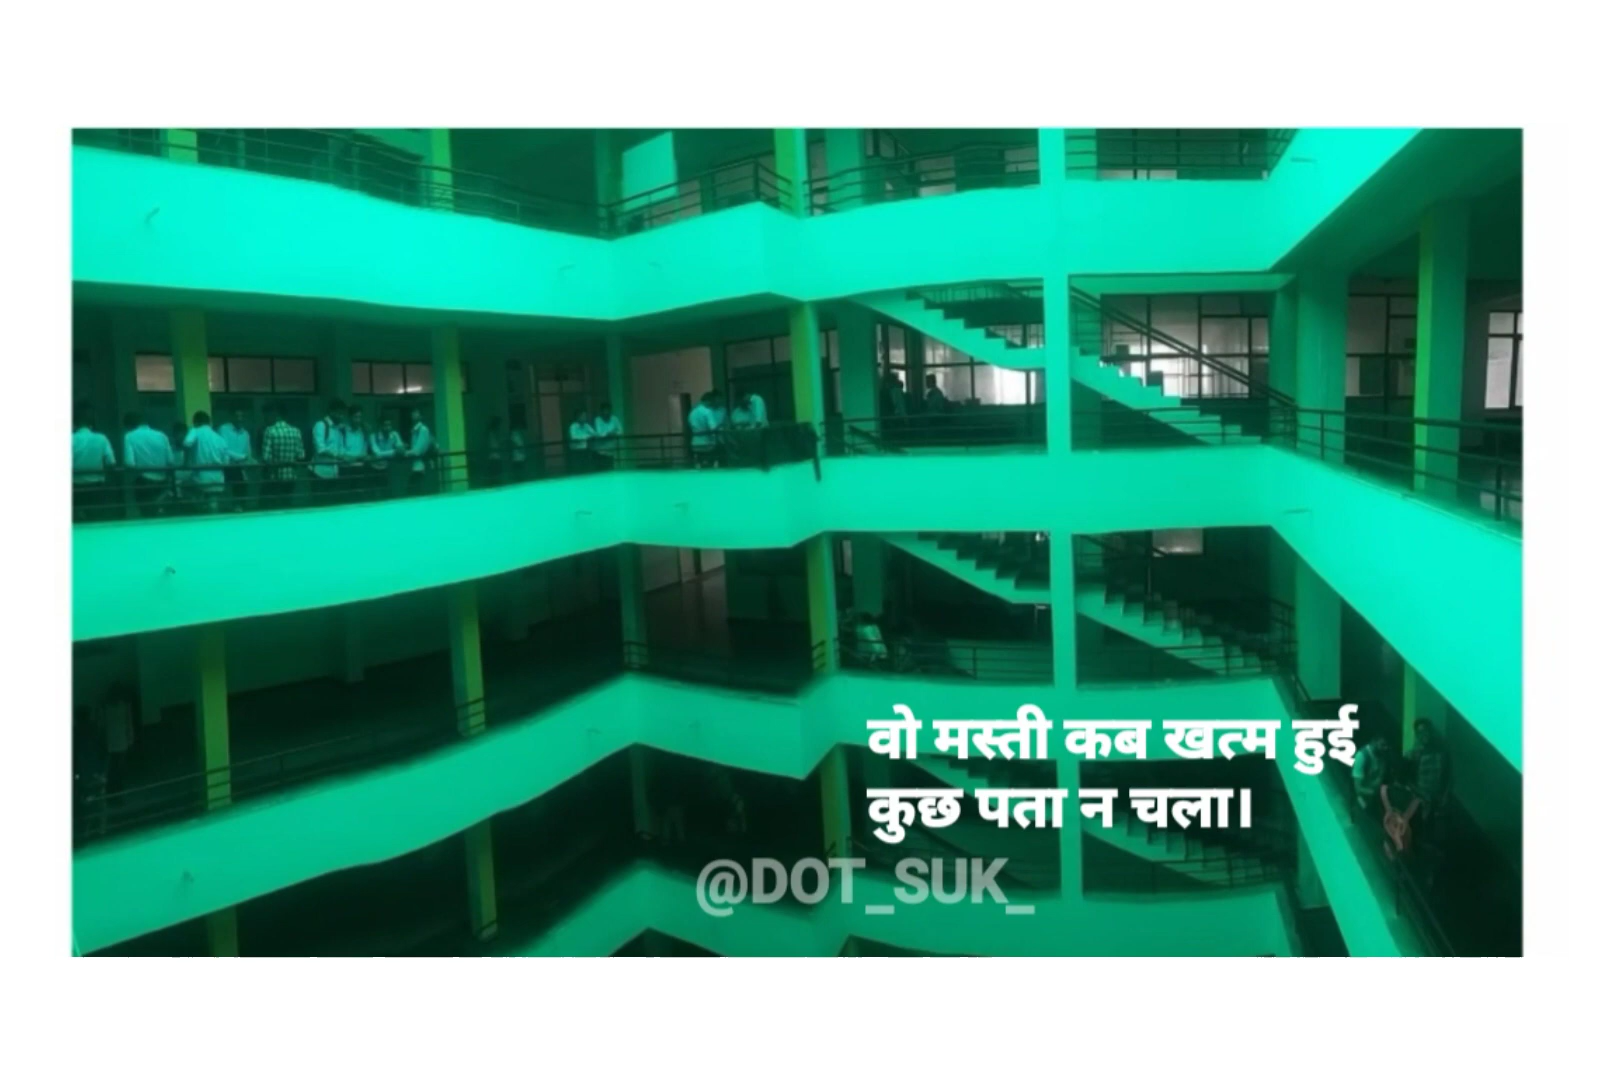 वो मस्ती कब खत्म हुई
कुछ पता न चला।
@DOT_SUK_